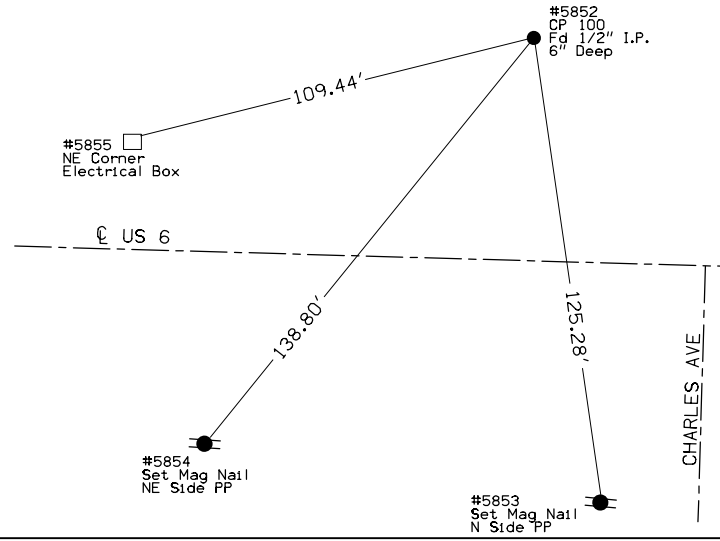 #5852
CP 100
Fd 1/2" I.P.
6" Deep
109.44'
#5855
NE Corner
Electrical Box
℄ US 6
138.80'
125.28'
CHARLES AVE
#5854
Set Mag Nail
NE Side PP
#5853
Set Mag Nail
N Side PP